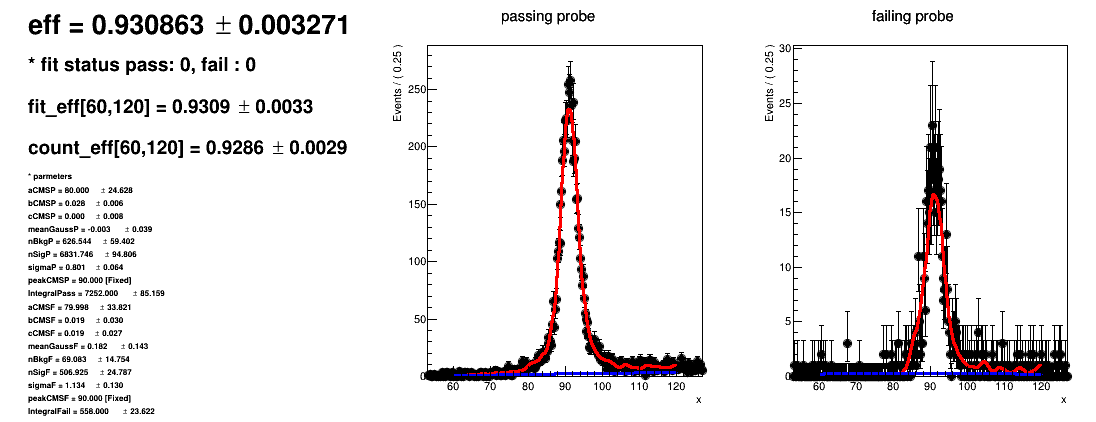 eff = 0.930863 ± 0.003271
* fit status pass: 0, fail : 0
fit_eff[60,120] = 0.9309 ± 0.0033
count_eff[60,120] = 0.9286 ± 0.0029
* parmeters
aCMSP = 80.000 ± 24.628
bCMSP = 0.028 ± 0.006
cCMSP = 0.000 ± 0.008
meanGaussP = -0.003 ± 0.039
nBkgP = 626.544 ± 59.402
nSigP = 6831.746 ± 94.806
sigmaP = 0.801 ± 0.064
peakCMSP = 90.000 [Fixed]
IntegralPass = 7252.000 ± 85.159
aCMSF = 79.998 ± 33.821
bCMSF = 0.019 ± 0.030
cCMSF = 0.019 ± 0.027
meanGaussF = 0.182 ± 0.143
nBkgF = 69.083 ± 14.754
nSigF = 506.925 ± 24.787
sigmaF = 1.134 ± 0.130
peakCMSF = 90.000 [Fixed]
IntegralFail = 558.000 ± 23.622
passing probe
Events / ( 0.25 )
250
200
150
100
50
0
60 70 80 90 100 110 120
x
failing probe
Events / ( 0.25 )
30
25
20
15
10
5
0
60 70 80 90 100 110 120
x